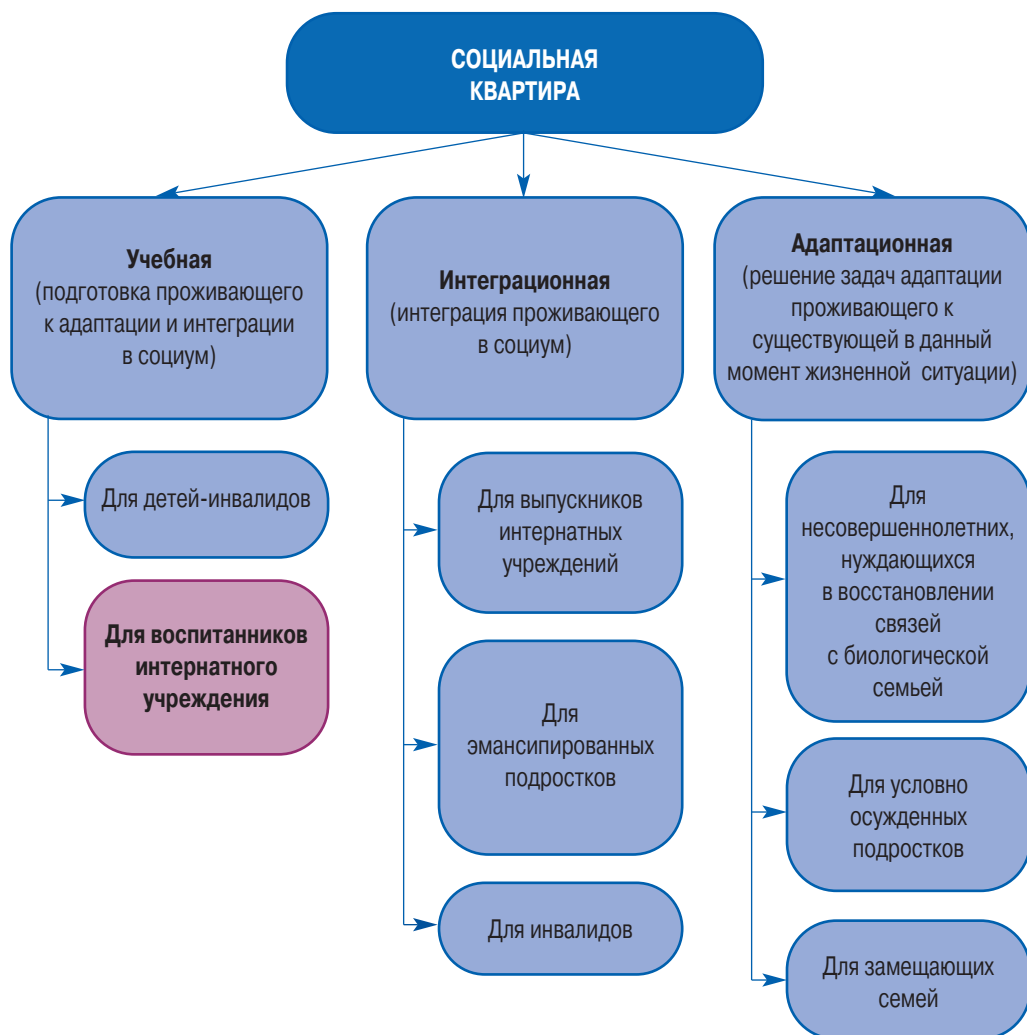 СОЦИАЛЬНАЯ
КВАРТИРА
Учебная
(подготовка проживающего
к адаптации и интеграции
в социум)
Для детей-инвалидов
Для воспитанников
интернатного
учреждения
Интеграционная
(интеграция проживающего
в социум)
Для выпускников
интернатных
учреждений
Для
эмансипированных
подростков
Для инвалидов
Адаптационная
(решение задач адаптации
проживающего к
существующей в данный
момент жизненной ситуации)
Для
несовершеннолетних,
нуждающихся
в восстановлении
связей
с биологической
семьей
Для условно
осужденных
подростков
Для замещающих
семей